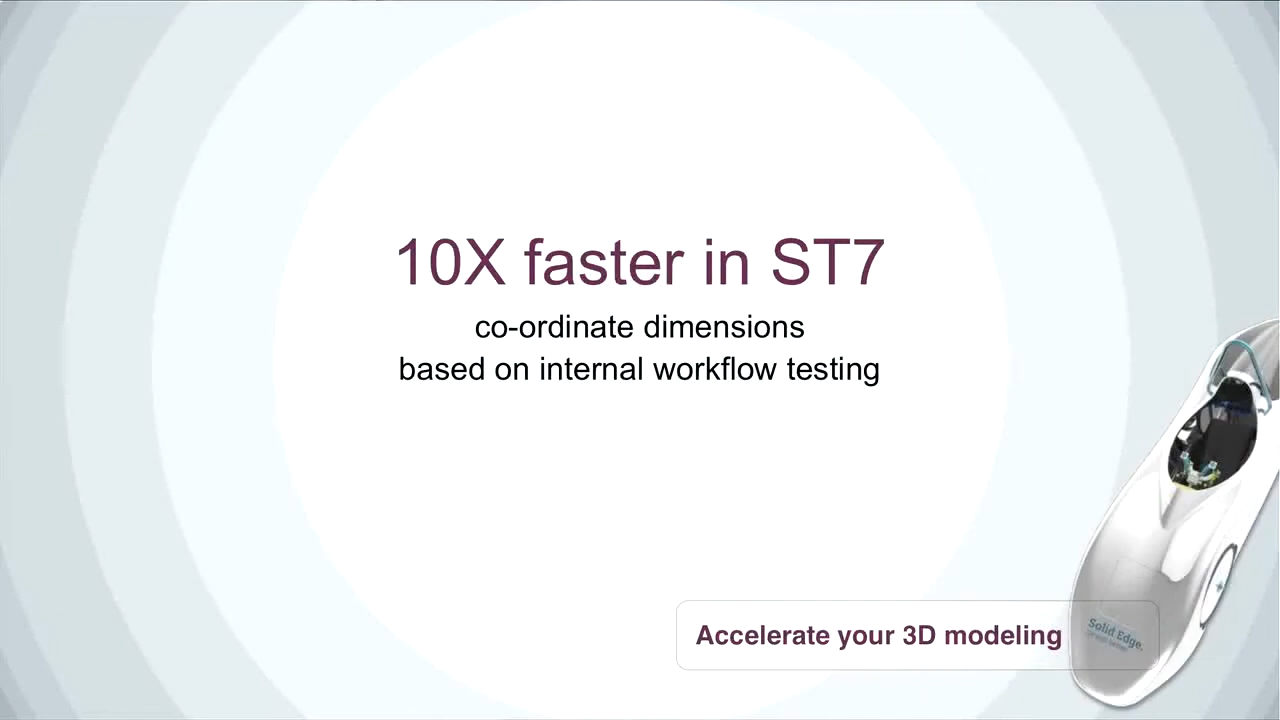 10X faster in ST7
co-ordinate dimensions
based on internal workflow testing
Accelerate your 3D modeling
Solid Edge.